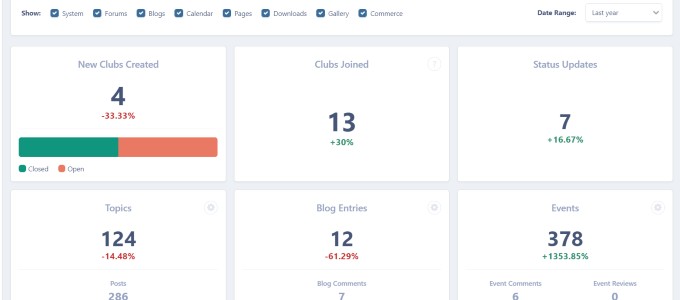 Show: System Forums Blogs Calendar Pages Downloads Gallery Commerce Date Range: Last year
New Clubs Created
4
-33.33%
Closed Open
Clubs Joined
?
13
+30%
Status Updates
7
+16.67%
Topics
124
-14.48%
Posts
286
Blog Entries
12
-61.29%
Blog Comments
7
Events
378
+1353.85%
Event Comments Event Reviews
6 0